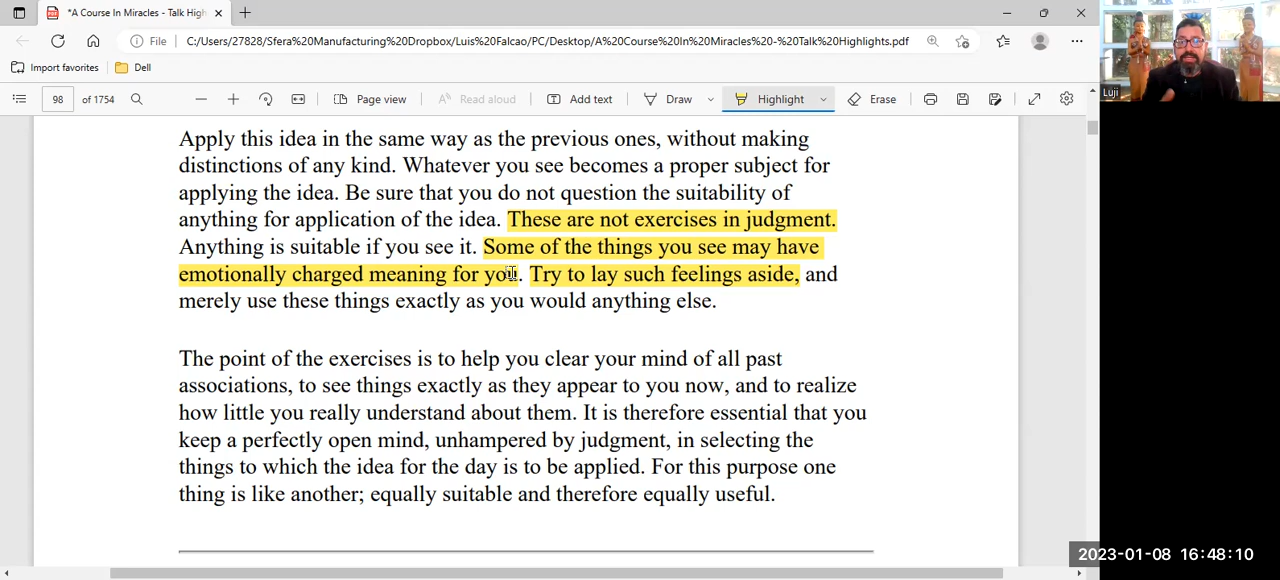 *A Course In Miracles - Talk High
File C:/Users/27828/Sfera%20Manufacturing%20Dropbox/Luis%20Falcao/PC/Desktop/A%20Course%20In%20Miracles%20-%20Talk%20Highlights.pdf
Import favorites Dell
98 of 1754 Page view Read aloud Add text Draw Highlight Erase
Luji
Apply this idea in the same way as the previous ones, without making
distinctions of any kind. Whatever you see becomes a proper subject for
applying the idea. Be sure that you do not question the suitability of
anything for application of the idea. These are not exercises in judgment.
Anything is suitable if you see it. Some of the things you see may have
emotionally charged meaning for you. Try to lay such feelings aside, and
merely use these things exactly as you would anything else.
The point of the exercises is to help you clear your mind of all past
associations, to see things exactly as they appear to you now, and to realize
how little you really understand about them. It is therefore essential that you
keep a perfectly open mind, unhampered by judgment, in selecting the
things to which the idea for the day is to be applied. For this purpose one
thing is like another; equally suitable and therefore equally useful.
2023-01-08 16:48:10